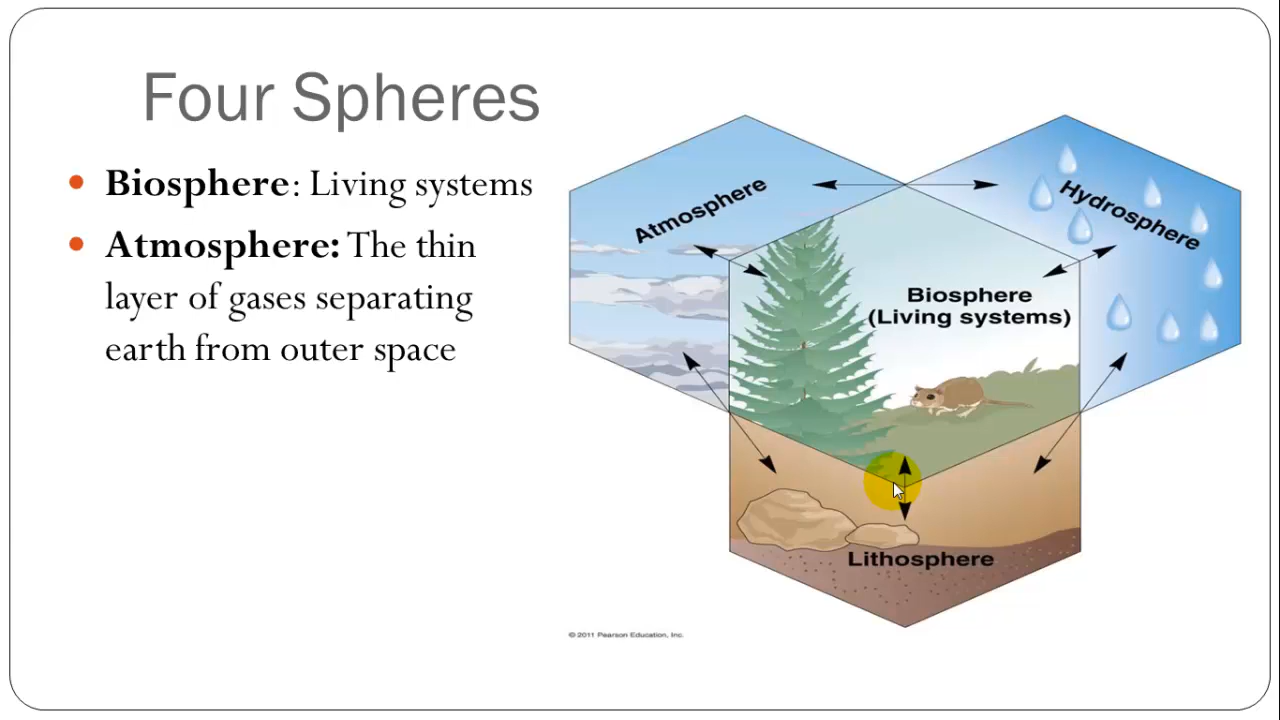 Four Spheres
Biosphere: Living systems
Atmosphere: The thin
layer of gases separating
earth from outer space
Atmosphere
Hydrosphere
Biosphere
(Living systems)
Lithosphere
© 2011 Pearson Education, Inc.